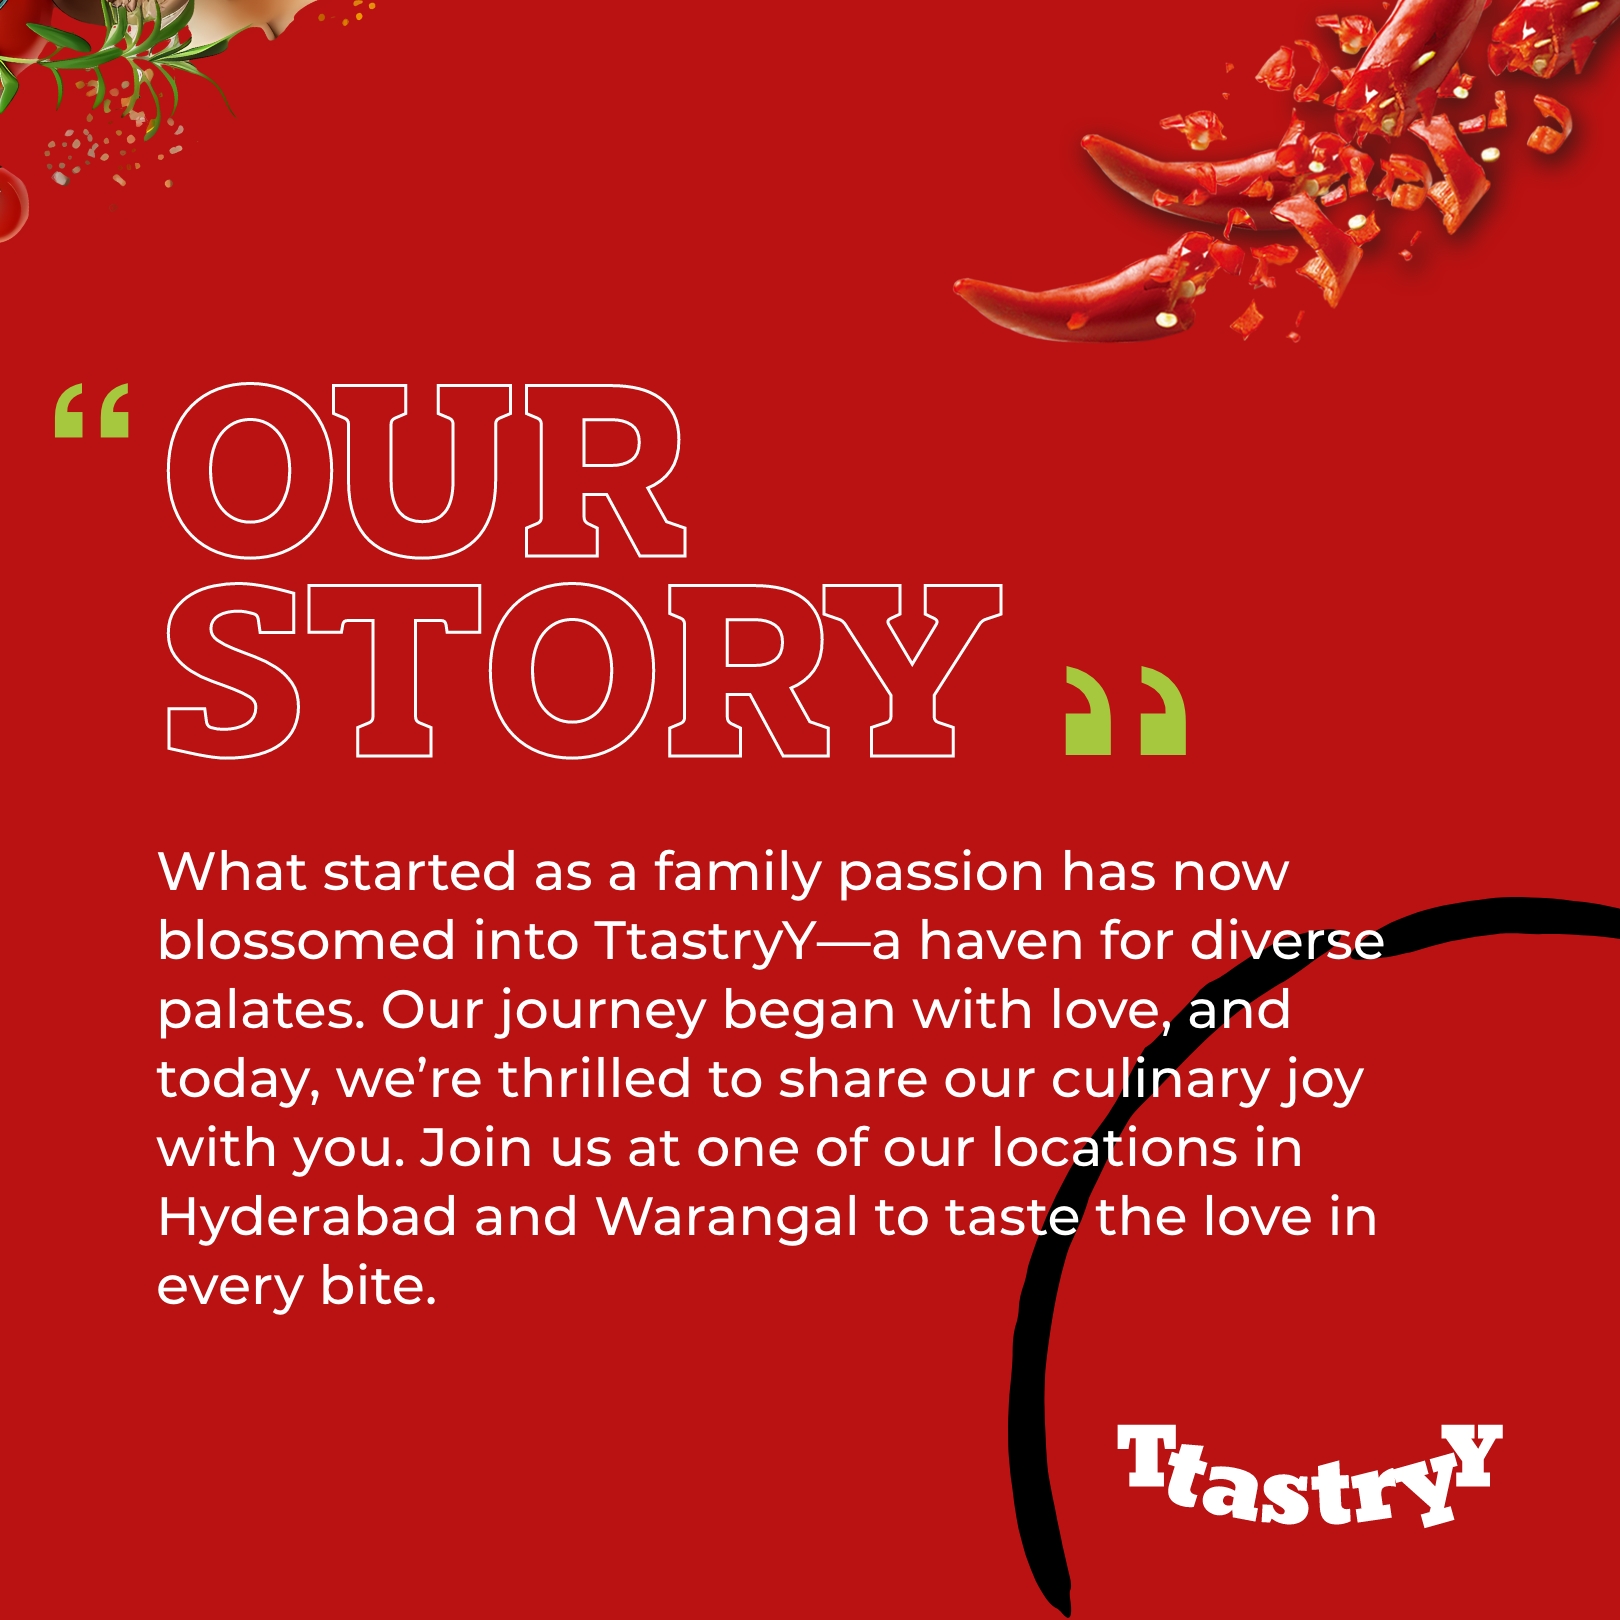 “ OUR
STORY ”
What started as a family passion has now
blossomed into TtastryY—a haven for diverse
palates. Our journey began with love, and
today, we’re thrilled to share our culinary joy
with you. Join us at one of our locations in
Hyderabad and Warangal to taste the love in
every bite.
TtastryY